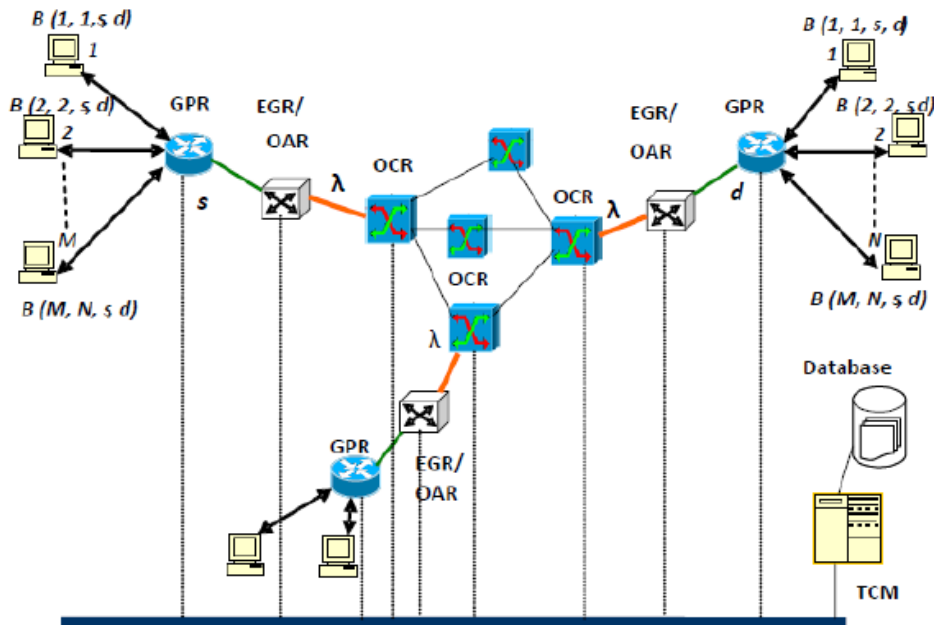 B (1, 1,s, d)
1
B (2, 2, s, d)
2
M
B (M, N, s, d)
GPR
s
EGR/
OAR
λ
OCR
OCR
OCR
λ
EGR/
OAR
GPR
d
B (1, 1, s, d)
1
B (2, 2, s,d)
2
N
B (M, N, s, d)
λ
GPR
EGR/
OAR
Database
TCM